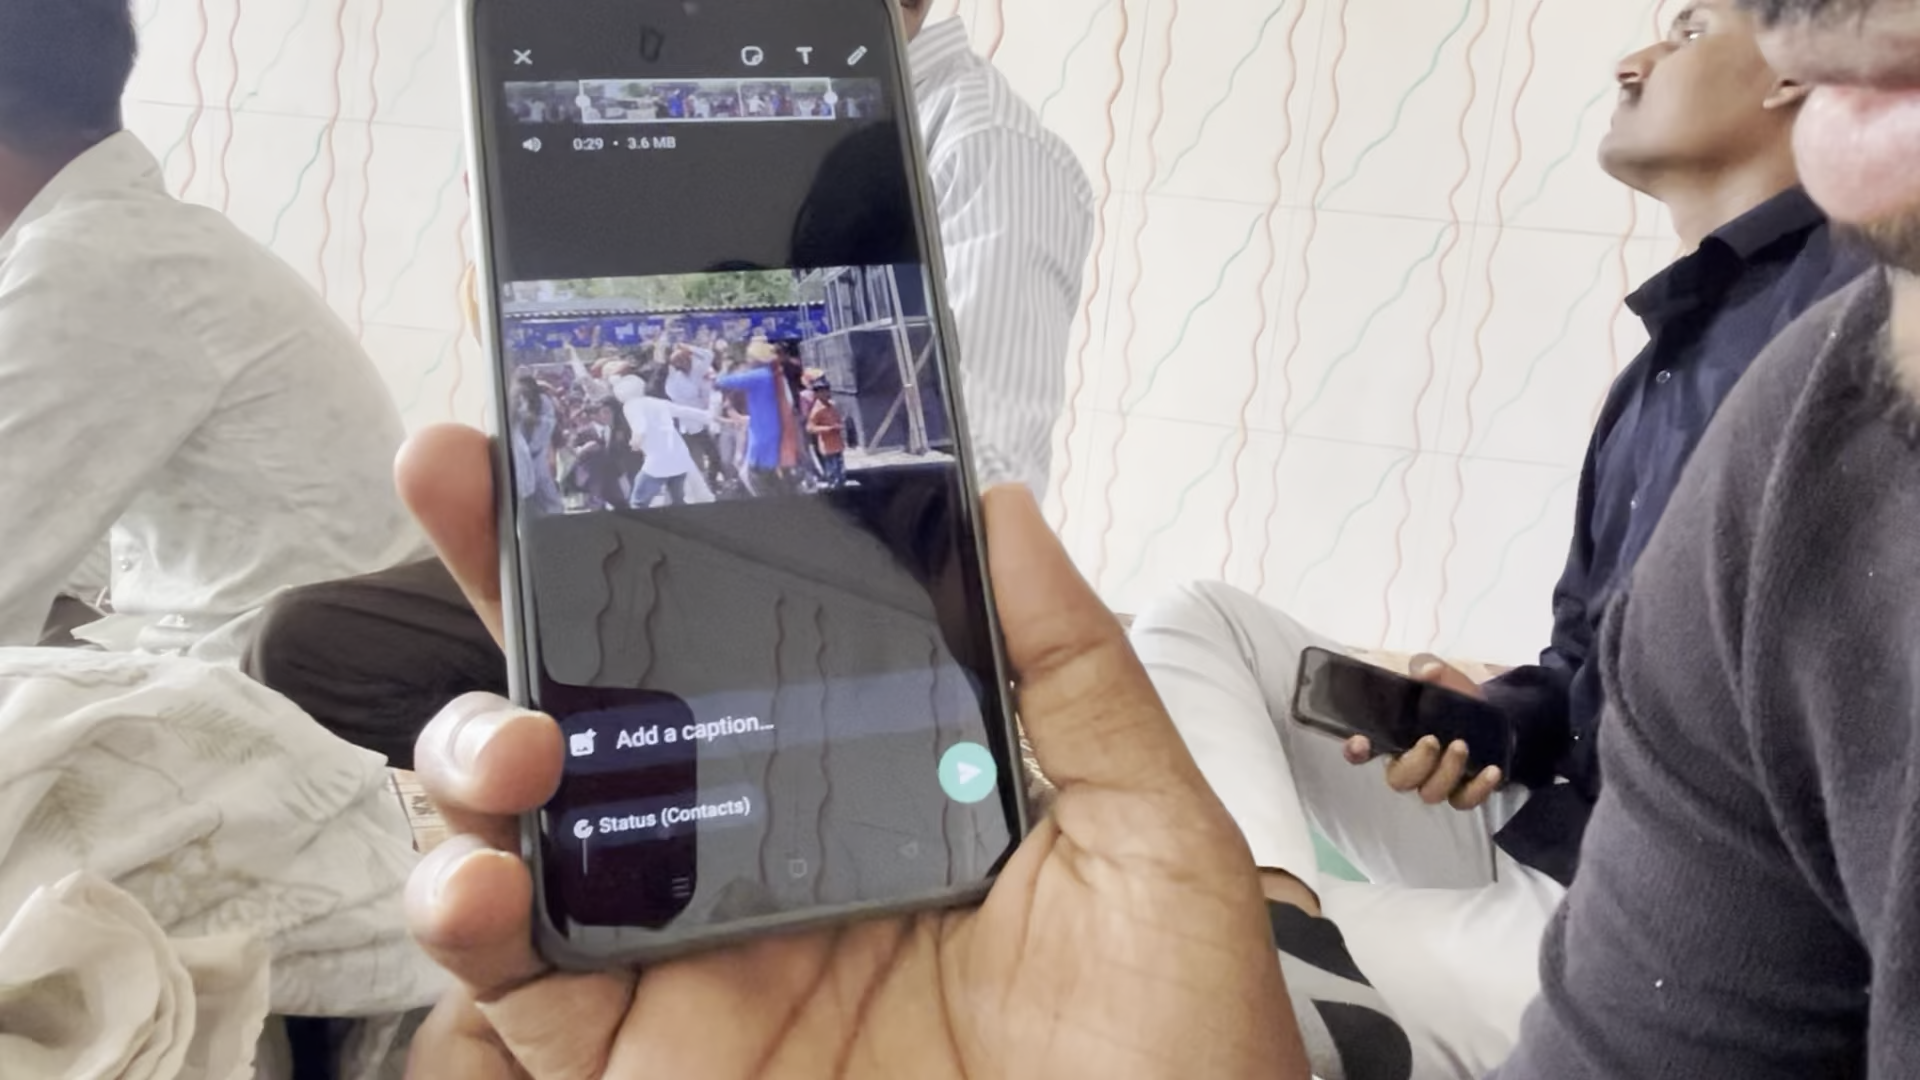 T
0:29 • 3.6 MB
Add a caption...
Status (Contacts)